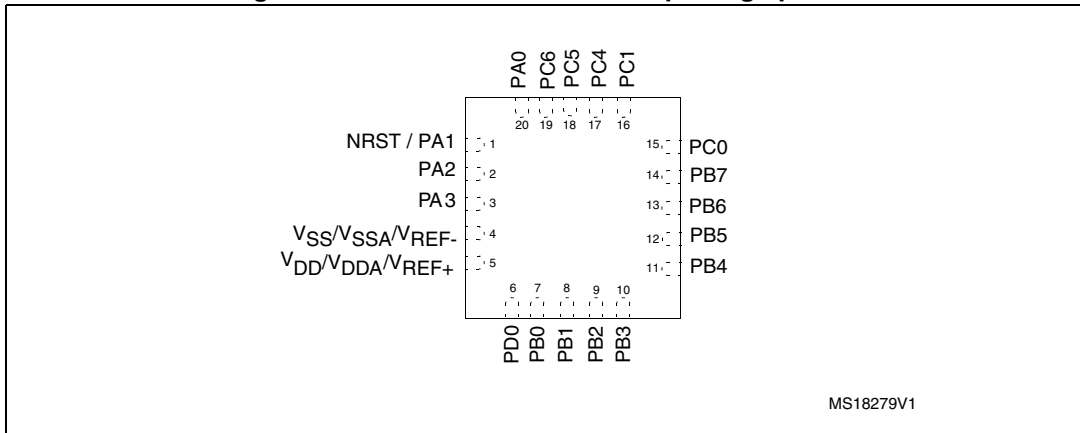 PA0 PC6 PC5 PC4 PC1
20 19 18 17 16
NRST / PA1 1
PA2 2
PA3 3
VSS/VSSA/VREF- 4
VDD/VDDA/VREF+ 5
15 PC0
14 PB7
13 PB6
12 PB5
11 PB4
6 7 8 9 10
PD0 PB0 PB1 PB2 PB3
MS18279V1